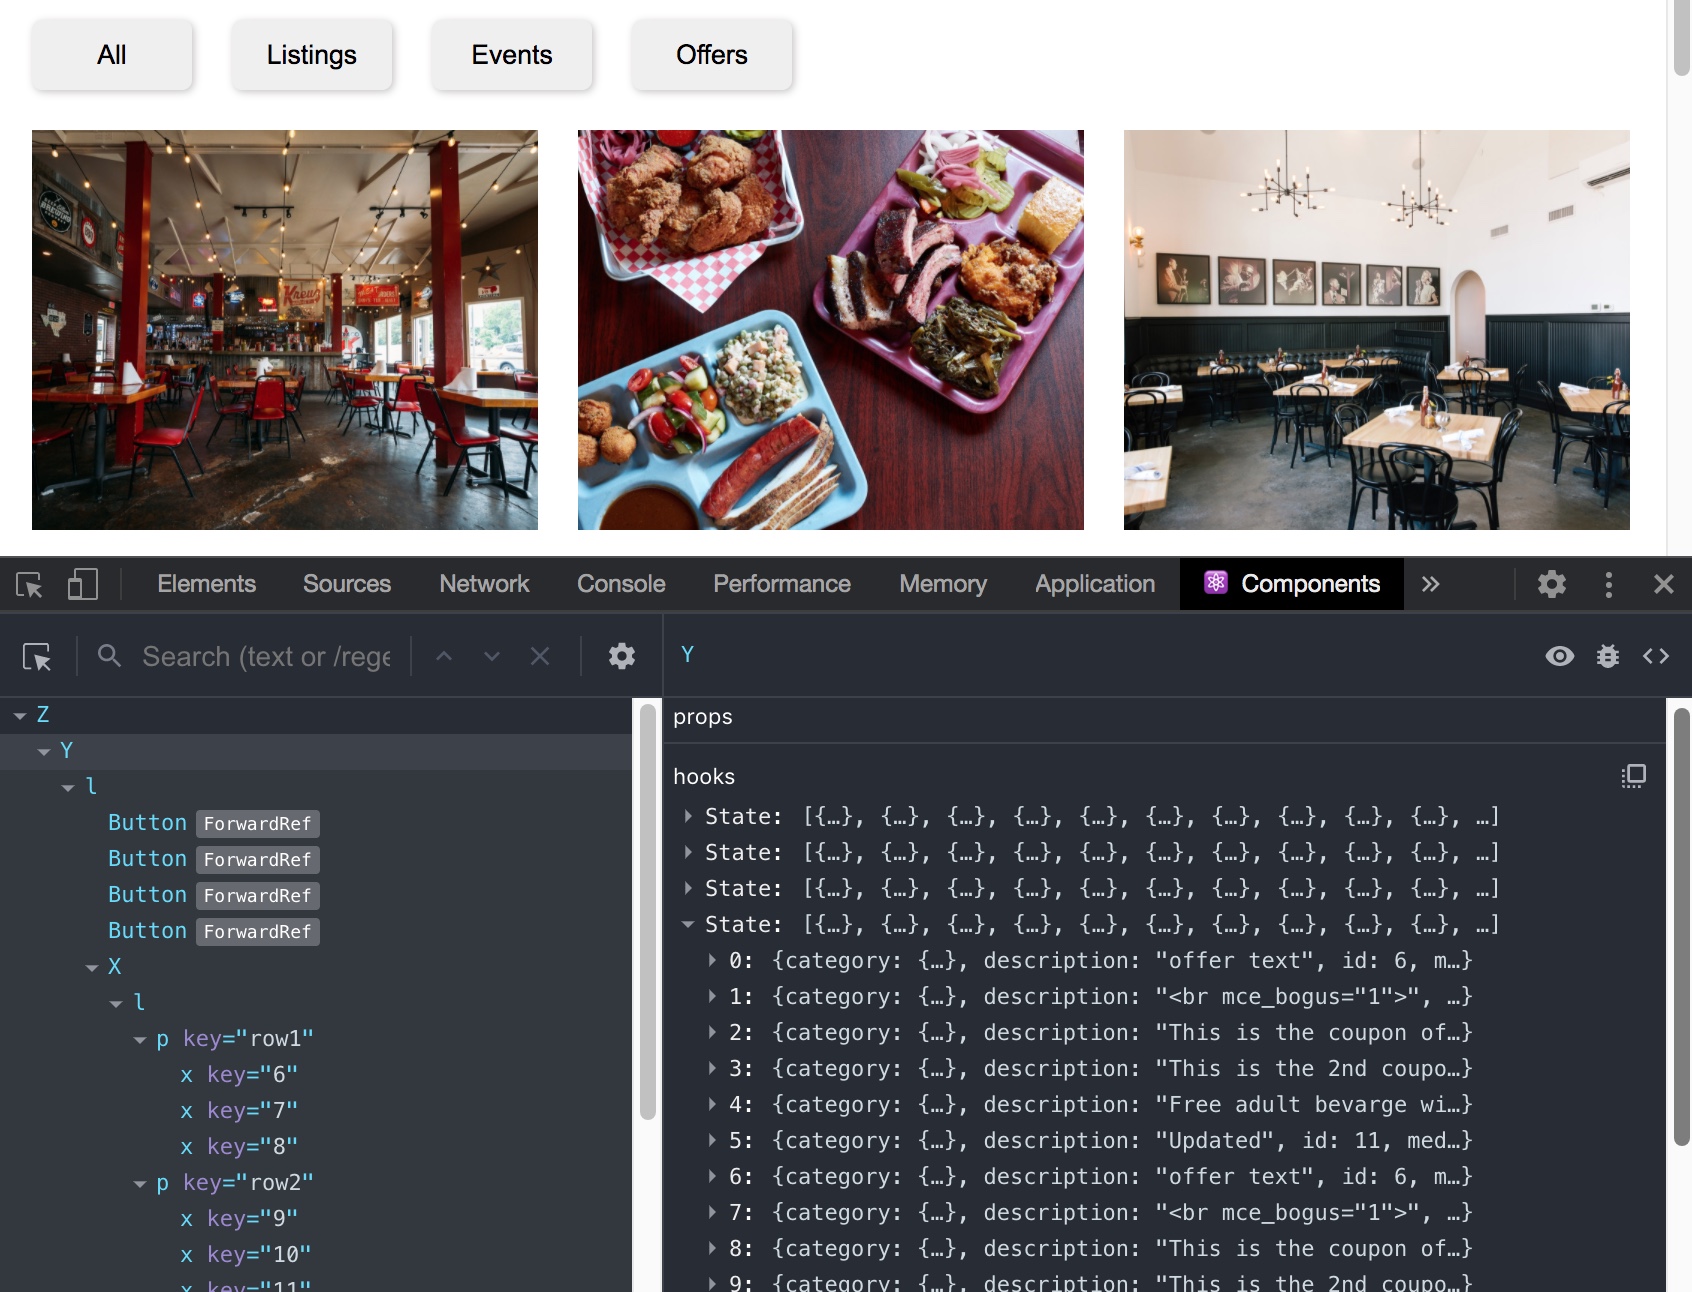 All Listings Events Offers
Elements Sources Network Console Performance Memory Application Components
Search (text or /rege
Y
Z
Y
l
Button ForwardRef
Button ForwardRef
Button ForwardRef
Button ForwardRef
X
l
p key="row1"
x key="6"
x key="7"
x key="8"
p key="row2"
x key="9"
x key="10"
x key="11"
props
hooks
State: [{…}, {…}, {…}, {…}, {…}, {…}, {…}, {…}, {…}, {…}, …]
State: [{…}, {…}, {…}, {…}, {…}, {…}, {…}, {…}, {…}, {…}, …]
State: [{…}, {…}, {…}, {…}, {…}, {…}, {…}, {…}, {…}, {…}, …]
State: [{…}, {…}, {…}, {…}, {…}, {…}, {…}, {…}, {…}, {…}, …]
0: {category: {…}, description: "offer text", id: 6, m…}
1: {category: {…}, description: "<br mce_bogus="1">", …}
2: {category: {…}, description: "This is the coupon of…}
3: {category: {…}, description: "This is the 2nd coupo…}
4: {category: {…}, description: "Free adult bevarge wi…}
5: {category: {…}, description: "Updated", id: 11, med…}
6: {category: {…}, description: "offer text", id: 6, m…}
7: {category: {…}, description: "<br mce_bogus="1">", …}
8: {category: {…}, description: "This is the coupon of…}
9: {category: {…}, description: "This is the 2nd coupo…}